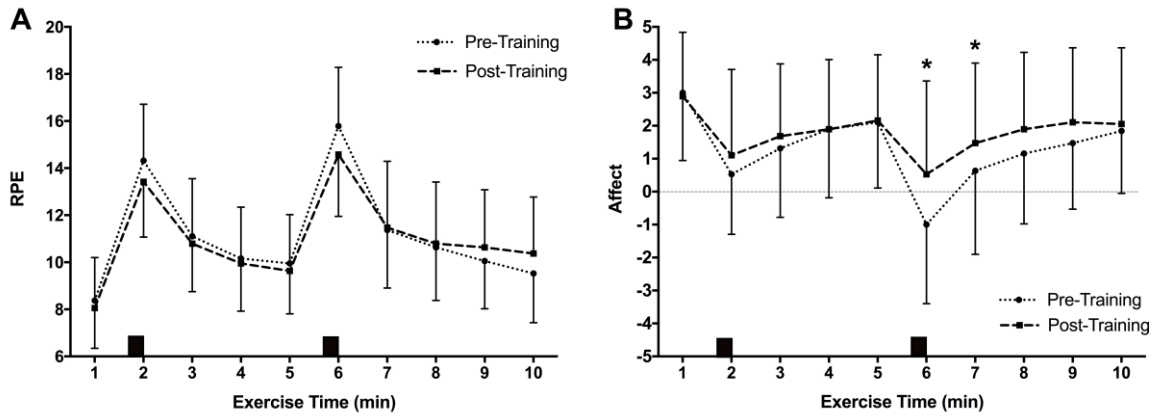 A
RPE
20
18
16
14
12
10
8
6
Pre-Training
Post-Training
1 2 3 4 5 6 7 8 9 10
Exercise Time (min)
B
Affect
5
4
3
2
1
0
-1
-2
-3
-4
-5
* *
Pre-Training
Post-Training
1 2 3 4 5 6 7 8 9 10
Exercise Time (min)